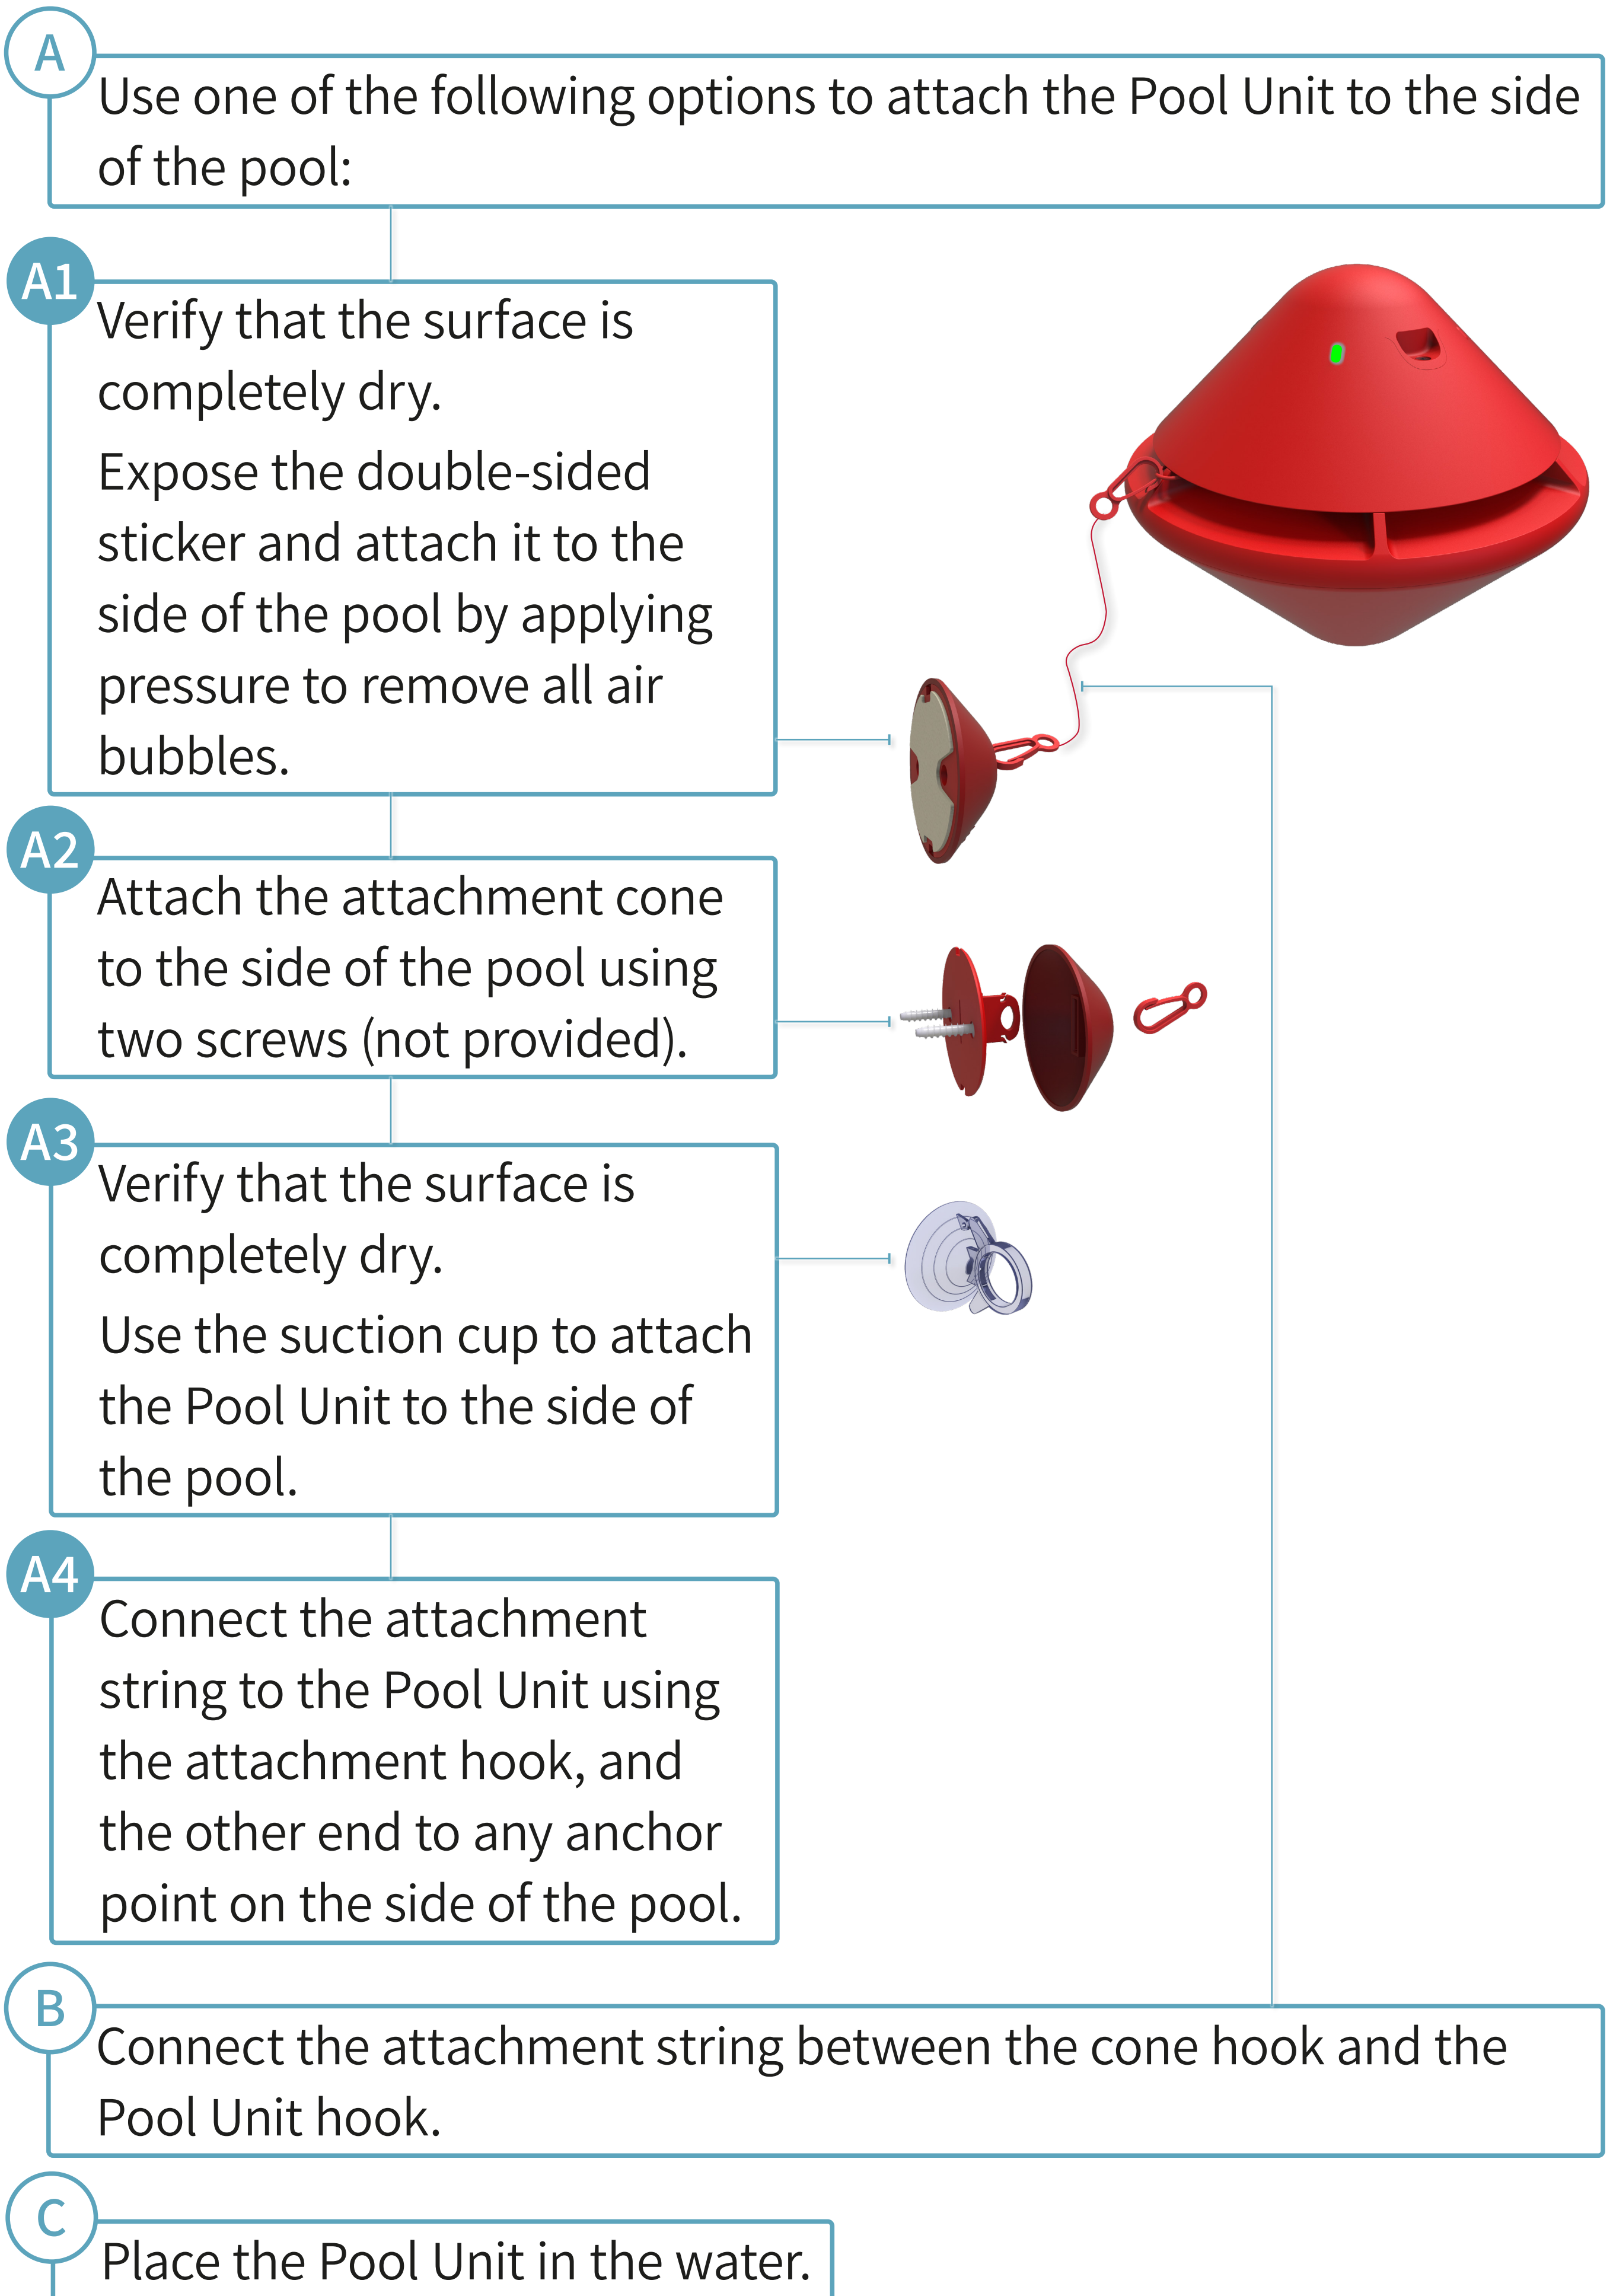 A
Use one of the following options to attach the Pool Unit to the side
of the pool:
A1
Verify that the surface is
completely dry.
Expose the double-sided
sticker and attach it to the
side of the pool by applying
pressure to remove all air
bubbles.
A2
Attach the attachment cone
to the side of the pool using
two screws (not provided).
A3
Verify that the surface is
completely dry.
Use the suction cup to attach
the Pool Unit to the side of
the pool.
A4
Connect the attachment
string to the Pool Unit using
the attachment hook, and
the other end to any anchor
point on the side of the pool.
B
Connect the attachment string between the cone hook and the
Pool Unit hook.
C
Place the Pool Unit in the water.